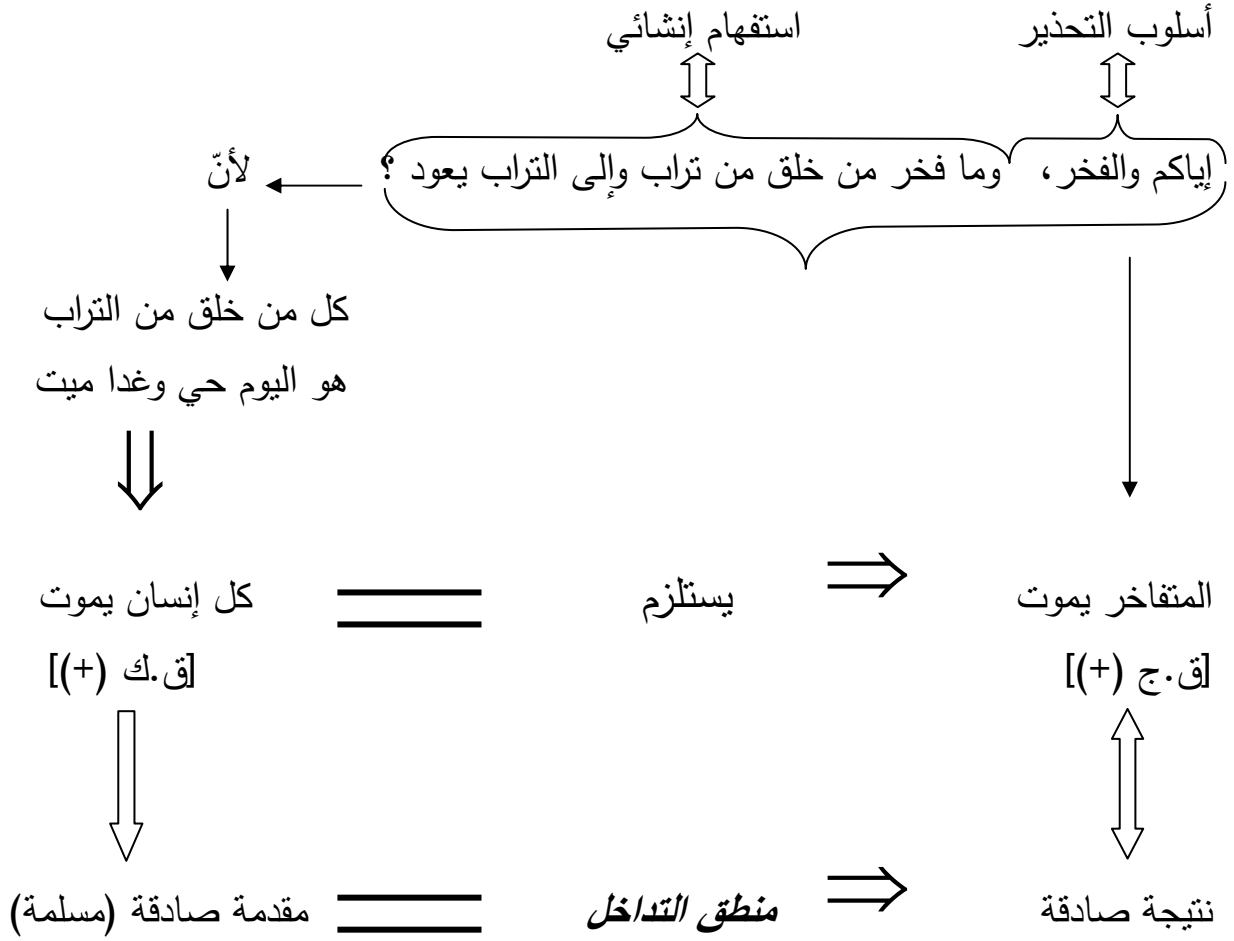 أسلوب التحذير استفهام إنشائي
إياكم والفخر، وما فخر من خلق من تراب وإلى التراب يعود ؟ لأنّ
كل من خلق من التراب
هو اليوم حي وغدا ميت
المتفاخر يموت يستلزم كل إنسان يموت
[ق.ج (+)] [ق.ك (+)]
نتيجة صادقة منطق التداخل مقدمة صادقة (مسلمة)